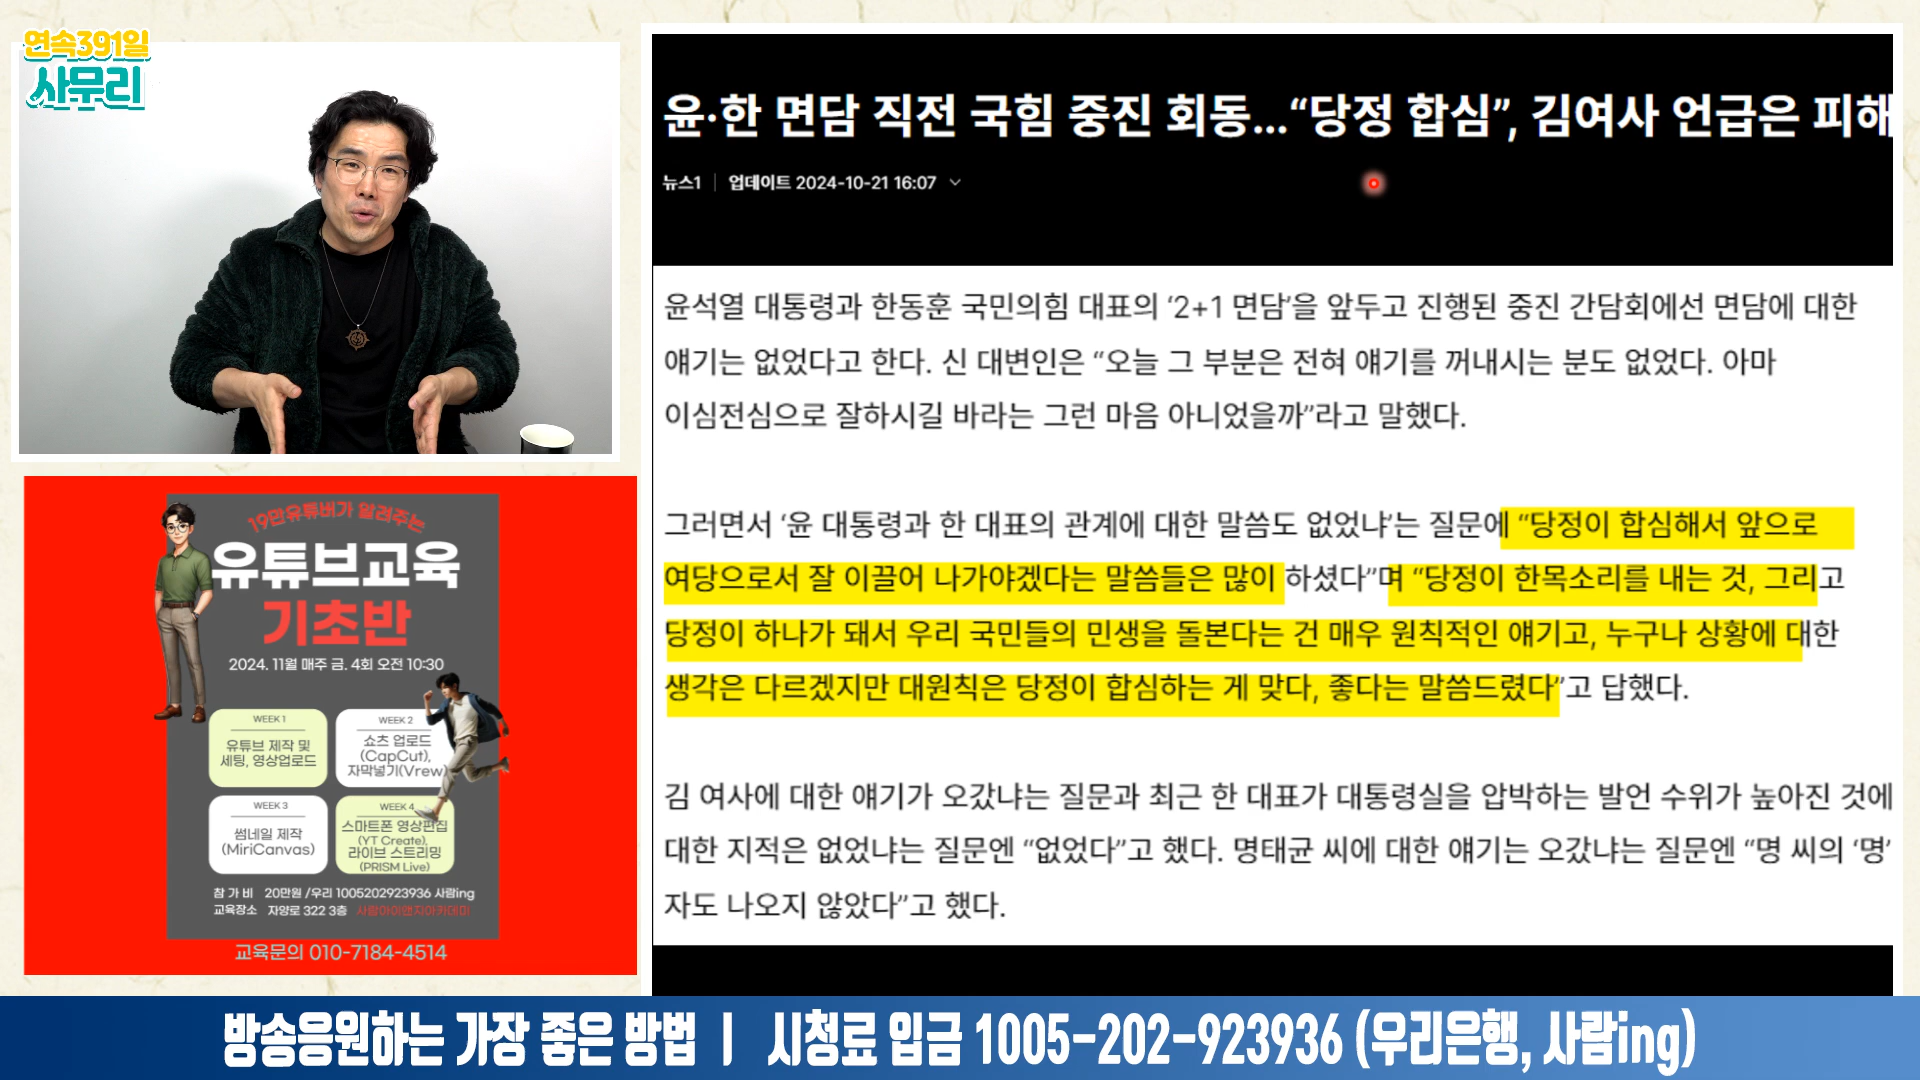 연속391일
사무리
윤·한 면담 직전 국힘 중진 회동...“당정 합심”, 김여사 언급은 피해
뉴스1 | 업데이트 2024-10-21 16:07
윤석열 대통령과 한동훈 국민의힘 대표의 ‘2+1 면담’을 앞두고 진행된 중진 간담회에선 면담에 대한
얘기는 없었다고 한다. 신 대변인은 “오늘 그 부분은 전혀 얘기를 꺼내시는 분도 없었다. 아마
이심전심으로 잘하시길 바라는 그런 마음 아니었을까”라고 말했다.
그러면서 ‘윤 대통령과 한 대표의 관계에 대한 말씀도 없었냐’는 질문에 “당정이 합심해서 앞으로
여당으로서 잘 이끌어 나가야겠다는 말씀들은 많이 하셨다”며 “당정이 한목소리를 내는 것, 그리고
당정이 하나가 돼서 우리 국민들의 민생을 돌본다는 건 매우 원칙적인 얘기고, 누구나 상황에 대한
생각은 다르겠지만 대원칙은 당정이 합심하는 게 맞다, 좋다는 말씀드렸다”고 답했다.
김 여사에 대한 얘기가 오갔냐는 질문과 최근 한 대표가 대통령실을 압박하는 발언 수위가 높아진 것에
대한 지적은 없었냐는 질문엔 “없었다”고 했다. 명태균 씨에 대한 얘기는 오갔냐는 질문엔 “명 씨의 ‘명’
자도 나오지 않았다”고 했다.
19만유튜버가 알려주는
유튜브교육
기초반
2024. 11월 매주 금. 4회 오전 10:30
WEEK 1
유튜브 제작 및
세팅, 영상업로드
WEEK 2
쇼츠 업로드
(CapCut),
자막넣기(Vrew)
WEEK 3
썸네일 제작
(MiriCanvas)
WEEK 4
스마트폰 영상편집
(YT Create),
라이브 스트리밍
(PRISM Live)
참 가 비 20만원 /우리 1005202923936 사람ing
교육장소 자양로 322 3층 사람아이앤지아카데미
교육문의 010-7184-4514
방송응원하는 가장 좋은 방법 | 시청료 입금 1005-202-923936 (우리은행, 사람ing)